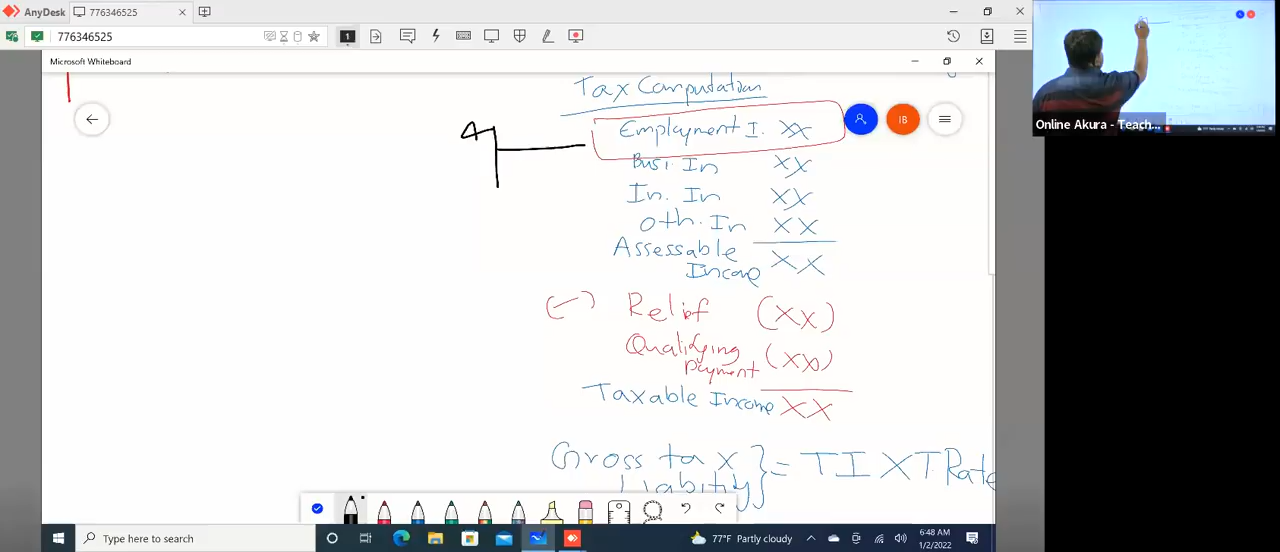 AnyDesk
776346525
776346525
1
Microsoft Whiteboard
Tax Computation
Employment I. XX
IB
Busi. In XX
In. In XX
Oth. In XX
Assessable
Income XX
(-) Relief (XX)
Qualifying
payment (XX)
Taxable Income XX
Gross tax
Liability } = TI X T Rate
Online Akura - Teach...
Type here to search
77°F Partly cloudy
6:48 AM
1/2/2022